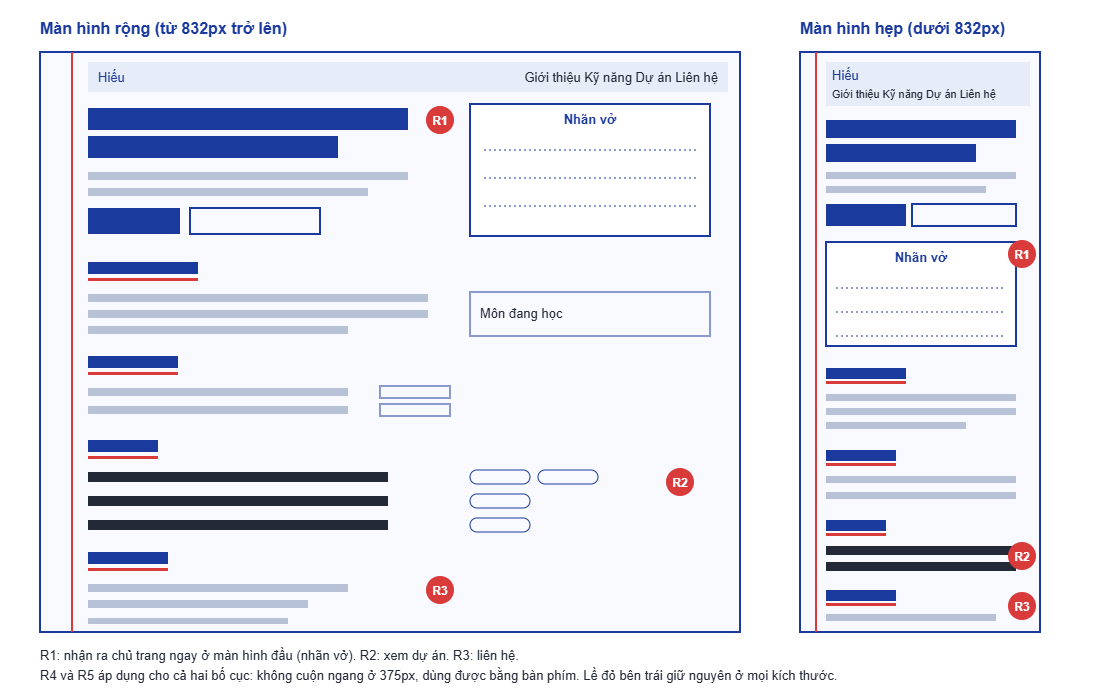 Màn hình rộng (từ 832px trở lên)
Hiếu
Giới thiệu Kỹ năng Dự án Liên hệ
R1
Nhãn vở
Môn đang học
R2
R3
Màn hình hẹp (dưới 832px)
Hiếu
Giới thiệu Kỹ năng Dự án Liên hệ
Nhãn vở
R1
R2
R3
R1: nhận ra chủ trang ngay ở màn hình đầu (nhãn vở). R2: xem dự án. R3: liên hệ.
R4 và R5 áp dụng cho cả hai bố cục: không cuộn ngang ở 375px, dùng được bằng bàn phím. Lề đỏ bên trái giữ nguyên ở mọi kích thước.